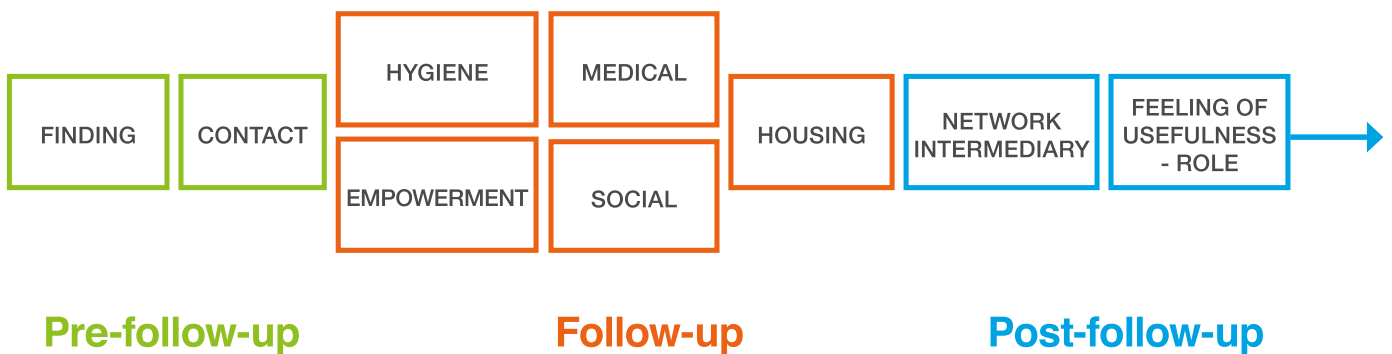 FINDING
CONTACT
HYGIENE
MEDICAL
EMPOWERMENT
SOCIAL
HOUSING
NETWORK
INTERMEDIARY
FEELING OF
USEFULNESS
- ROLE
Pre-follow-up
Follow-up
Post-follow-up